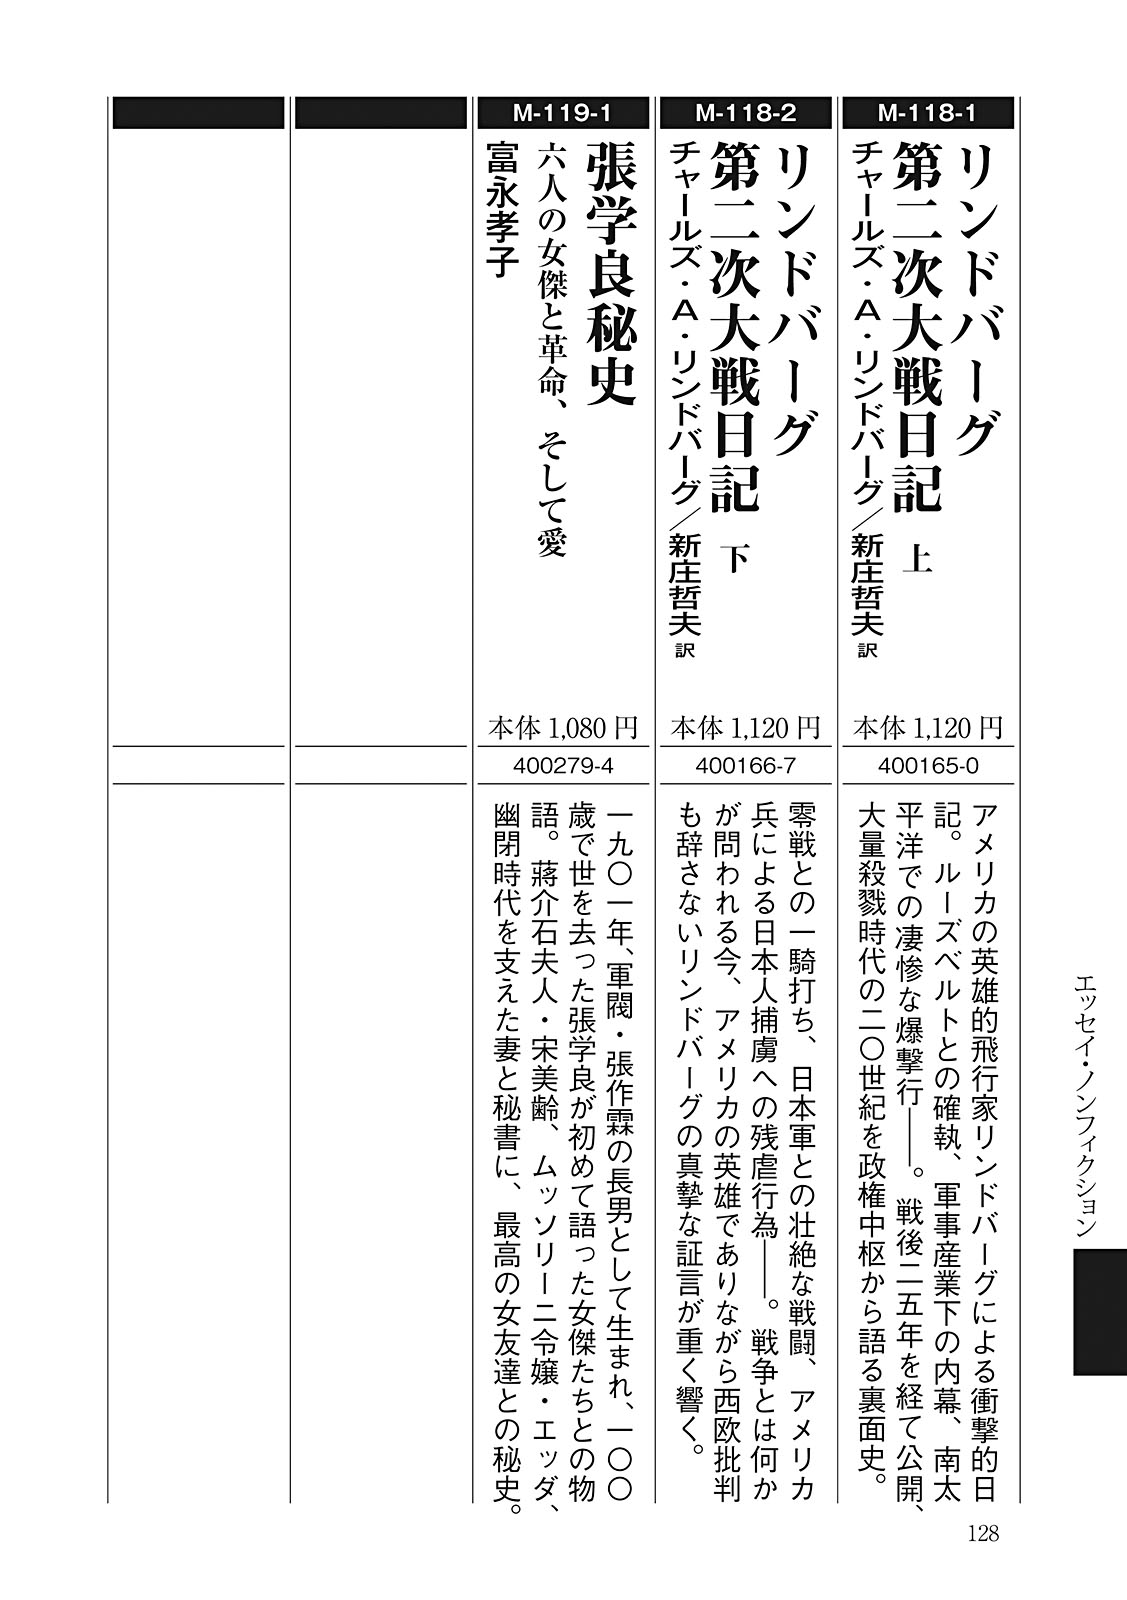 M-118-1
リンドバーグ
第二次大戦日記 上
チャールズ・A・リンドバーグ／新庄哲夫 訳
本体1,120円
400165-0
アメリカの英雄的飛行家リンドバーグによる衝撃的日
記。ルーズベルトとの確執、軍事産業下の内幕、南太
平洋での凄惨な爆撃行――。戦後二五年を経て公開、
大量殺戮時代の二〇世紀を政権中枢から語る裏面史。
M-118-2
リンドバーグ
第二次大戦日記 下
チャールズ・A・リンドバーグ／新庄哲夫 訳
本体1,120円
400166-7
零戦との一騎打ち、日本軍との壮絶な戦闘、アメリカ
兵による日本人捕虜への残虐行為――。戦争とは何か
が問われる今、アメリカの英雄でありながら西欧批判
も辞さないリンドバーグの真摯な証言が重く響く。
M-119-1
張学良秘史
六人の女傑と革命、そして愛
富永孝子
本体1,080円
400279-4
一九〇一年、軍閥・張作霖の長男として生まれ、一〇〇
歳で世を去った張学良が初めて語った女傑たちとの物
語。蔣介石夫人・宋美齢、ムッソリーニ令嬢・エッダ、
幽閉時代を支えた妻と秘書に、最高の女友達との秘史。
エッセイ・ノンフィクション
128